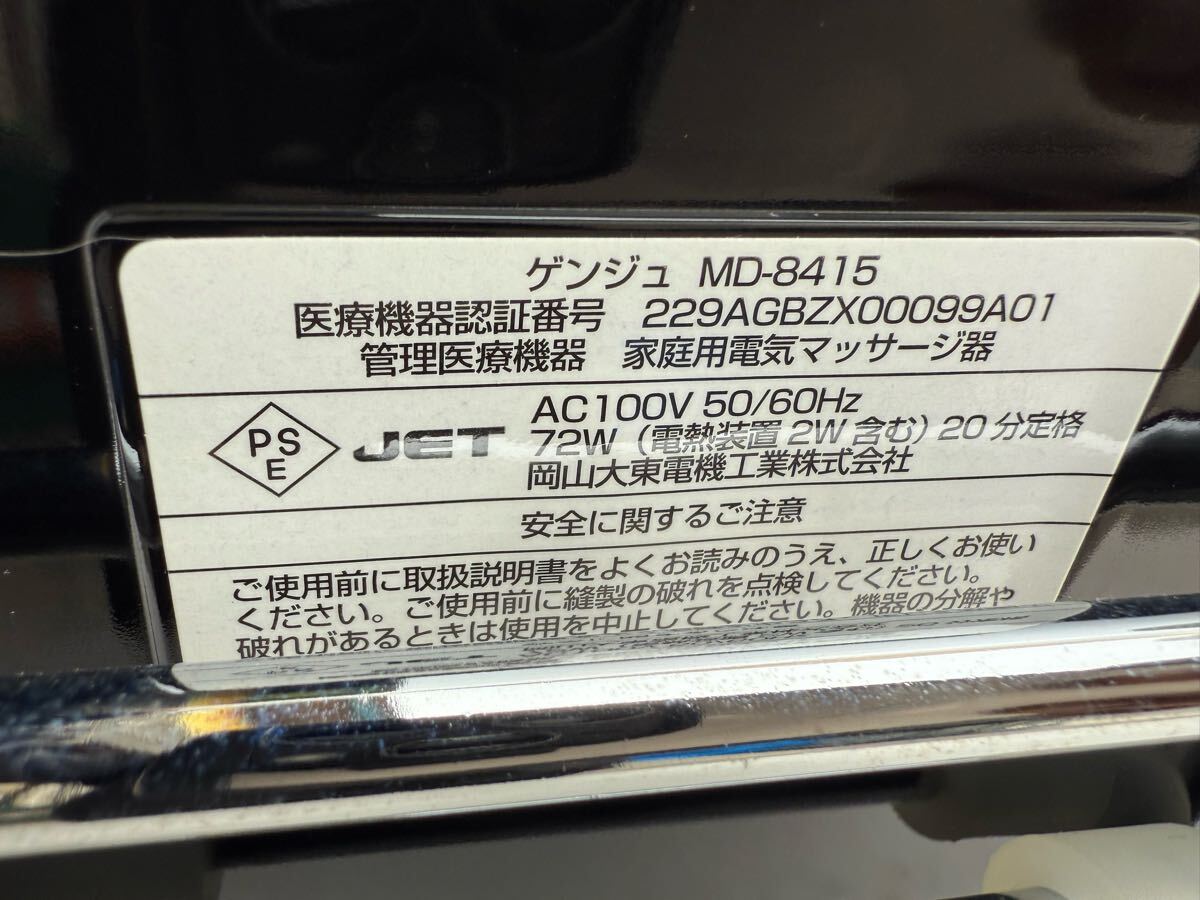 ゲンジュ MD-8415
医療機器認証番号 229AGBZX00099A01
管理医療機器 家庭用電気マッサージ器
PS
E
JET
AC100V 50/60Hz
72W（電熱装置 2W 含む）20 分定格
岡山大東電機工業株式会社
安全に関するご注意
ご使用前に取扱説明書をよくお読みのうえ、正しくお使い
ください。ご使用前に縫製の破れを点検してください。
破れがあるときは使用を中止してください。機器の分解や